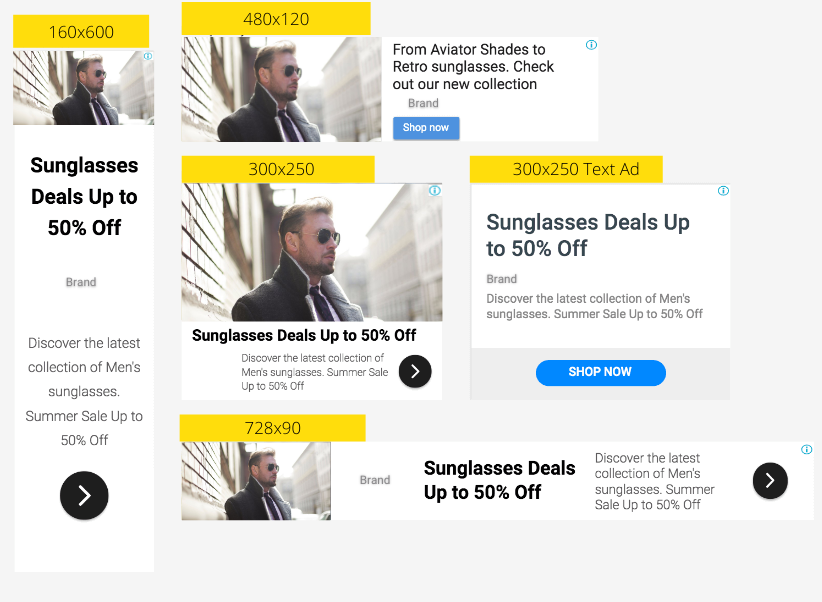 160x600
Sunglasses
Deals Up to
50% Off
Brand
Discover the latest
collection of Men's
sunglasses.
Summer Sale Up to
50% Off
480x120
From Aviator Shades to
Retro sunglasses. Check
out our new collection
Brand
Shop now
300x250
Sunglasses Deals Up to 50% Off
Discover the latest collection of
Men's sunglasses. Summer Sale
Up to 50% Off
300x250 Text Ad
Sunglasses Deals Up
to 50% Off
Brand
Discover the latest collection of Men's
sunglasses. Summer Sale Up to 50% Off
SHOP NOW
728x90
Brand
Sunglasses Deals
Up to 50% Off
Discover the latest
collection of Men's
sunglasses. Summer
Sale Up to 50% Off